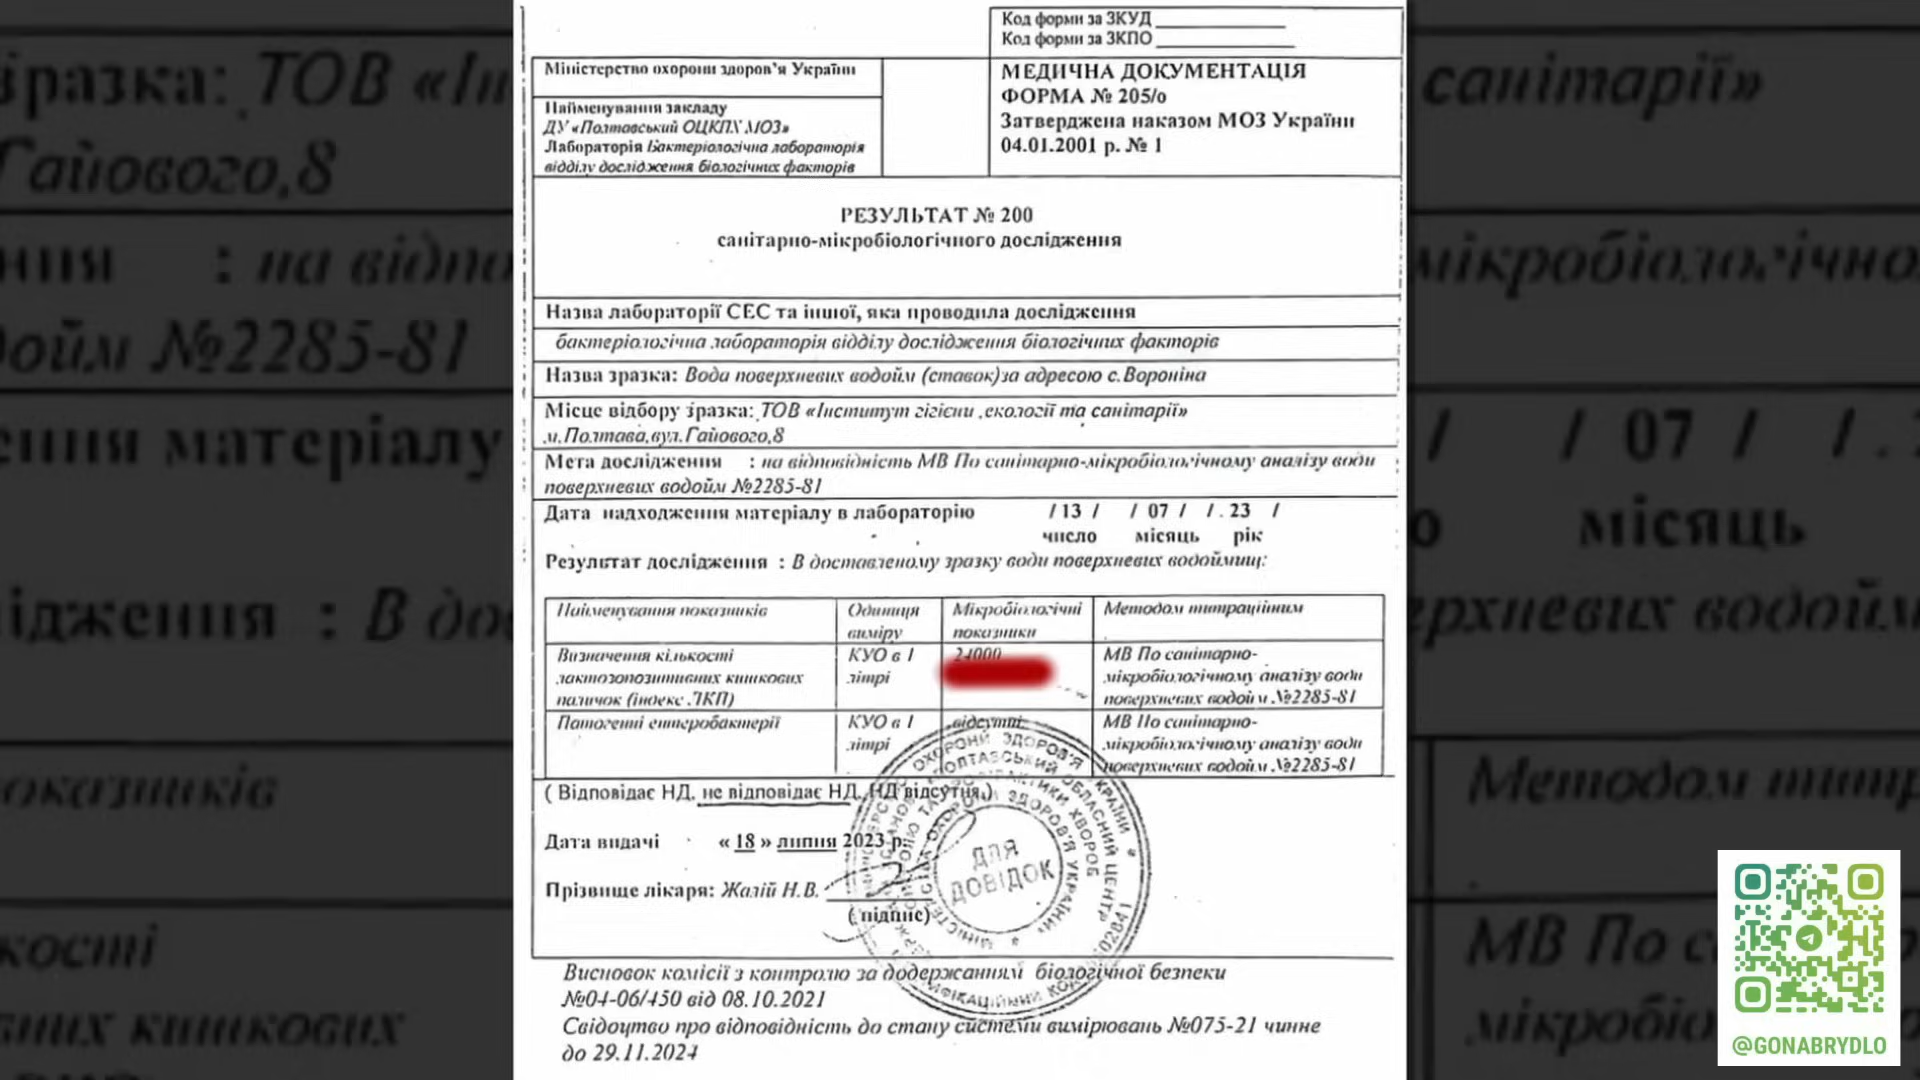 Код форми за ЗКУД
Код форми за ЗКПО
Міністерство охорони здоров'я України
Найменування закладу
ДУ «Полтавський ОЦКПХ МОЗ»
Лабораторія Бактеріологічна лабораторія
відділу дослідження біологічних факторів
МЕДИЧНА ДОКУМЕНТАЦІЯ
ФОРМА № 205/о
Затверджена наказом МОЗ України
04.01.2001 р. № 1
РЕЗУЛЬТАТ № 200
санітарно-мікробіологічного дослідження
Назва лабораторії СЕС та іншої, яка проводила дослідження
бактеріологічна лабораторія відділу дослідження біологічних факторів
Назва зразка: Вода поверхневих водойм (ставок)за адресою с.Вороніна
Місце відбору зразка: ТОВ «Інститут гігієни ,екології та санітарії»
м.Полтава,вул.Гайового,8
Мета дослідження : на відповідність МВ По санітарно-мікробіологічному аналізу води
поверхневих водойм №2285-81
Дата надходження матеріалу в лабораторію / 13 / / 07 / / . 23 /
число місяць рік
Результат дослідження : В доставленому зразку води поверхневих водоймищ:
Найменування показників
Одиниця
виміру
Мікробіологічні
показники
Методом титраційним
Визначення кількості
лактозопозитивних кишкових
паличок (індекс ЛКП)
КУО в 1
літрі
24000
МВ По санітарно-
мікробіологічному аналізу води
поверхневих водойм №2285-81
Патогенні ентеробактерії
КУО в 1
літрі
відсутні
МВ По санітарно-
мікробіологічному аналізу води
поверхневих водойм №2285-81
( Відповідає НД, не відповідає НД, НД відсутня.)
Дата видачі « 18 » липня 2023 р.
Прізвище лікаря: Жалій Н.В.
( підпис)
ДЛЯ
ДОВІДОК
Висновок комісії з контролю за додержанням біологічної безпеки
№04-06/450 від 08.10.2021
Свідоцтво про відповідність до стану системи вимірювань №075-21 чинне
до 29.11.2024
@GONABRYDLO